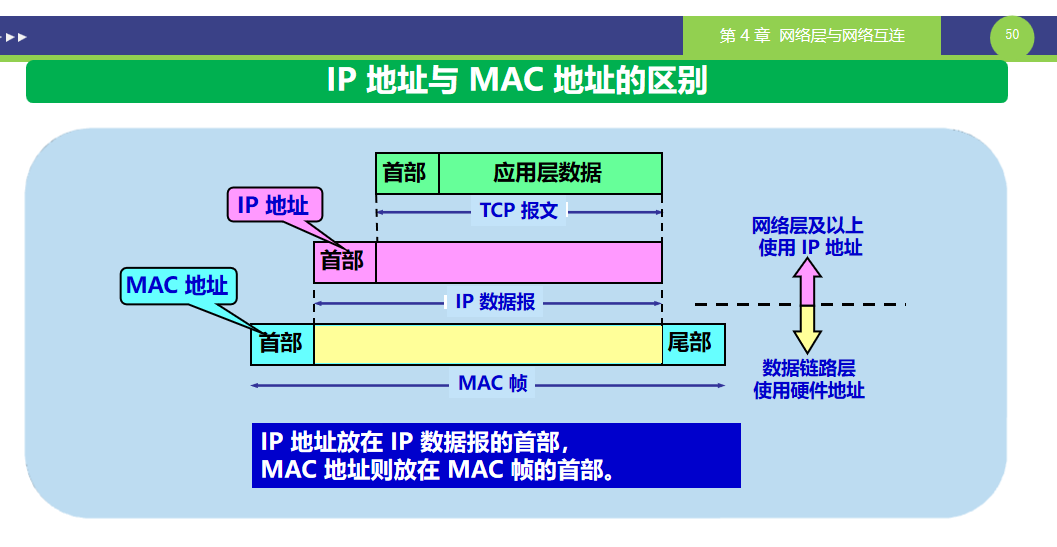 第 4 章 网络层与网络互连
50
IP 地址与 MAC 地址的区别
首部
应用层数据
TCP 报文
IP 地址
首部
IP 数据报
MAC 地址
首部
尾部
MAC 帧
网络层及以上
使用 IP 地址
数据链路层
使用硬件地址
IP 地址放在 IP 数据报的首部，
MAC 地址则放在 MAC 帧的首部。